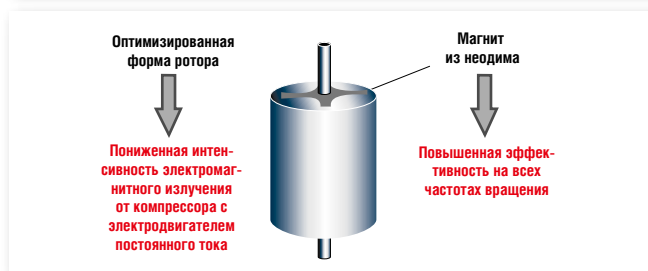 Оптимизированная
форма ротора
Пониженная интен-
сивность электромаг-
нитного излучения
от компрессора с
электродвигателем
постоянного тока
Магнит
из неодима
Повышенная эффек-
тивность на всех
частотах вращения